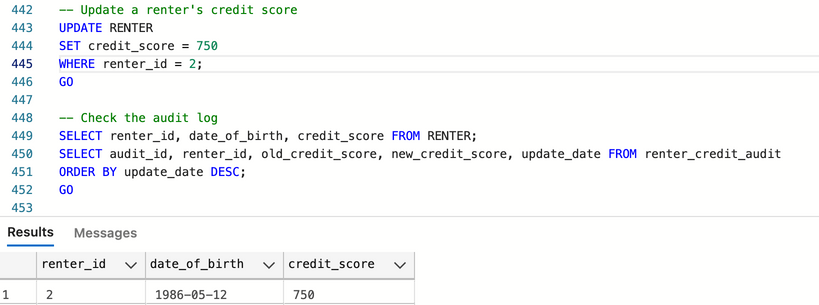 442 -- Update a renter's credit score
443 UPDATE RENTER
444 SET credit_score = 750
445 WHERE renter_id = 2;
446 GO
447
448 -- Check the audit log
449 SELECT renter_id, date_of_birth, credit_score FROM RENTER;
450 SELECT audit_id, renter_id, old_credit_score, new_credit_score, update_date FROM renter_credit_audit
451 ORDER BY update_date DESC;
452 GO
453
Results Messages
renter_id date_of_birth credit_score
1 2 1986-05-12 750